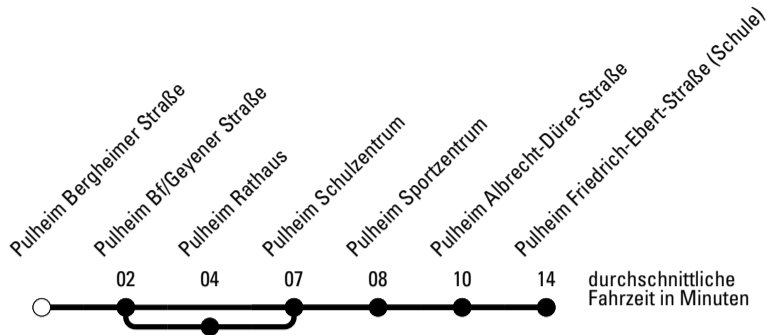 Pulheim Bergheimer Straße
Pulheim Bf/Geyener Straße
Pulheim Rathaus
Pulheim Schulzentrum
Pulheim Sportzentrum
Pulheim Albrecht-Dürer-Straße
Pulheim Friedrich-Ebert-Straße (Schule)
02 04 07 08 10 14 durchschnittliche
Fahrzeit in Minuten